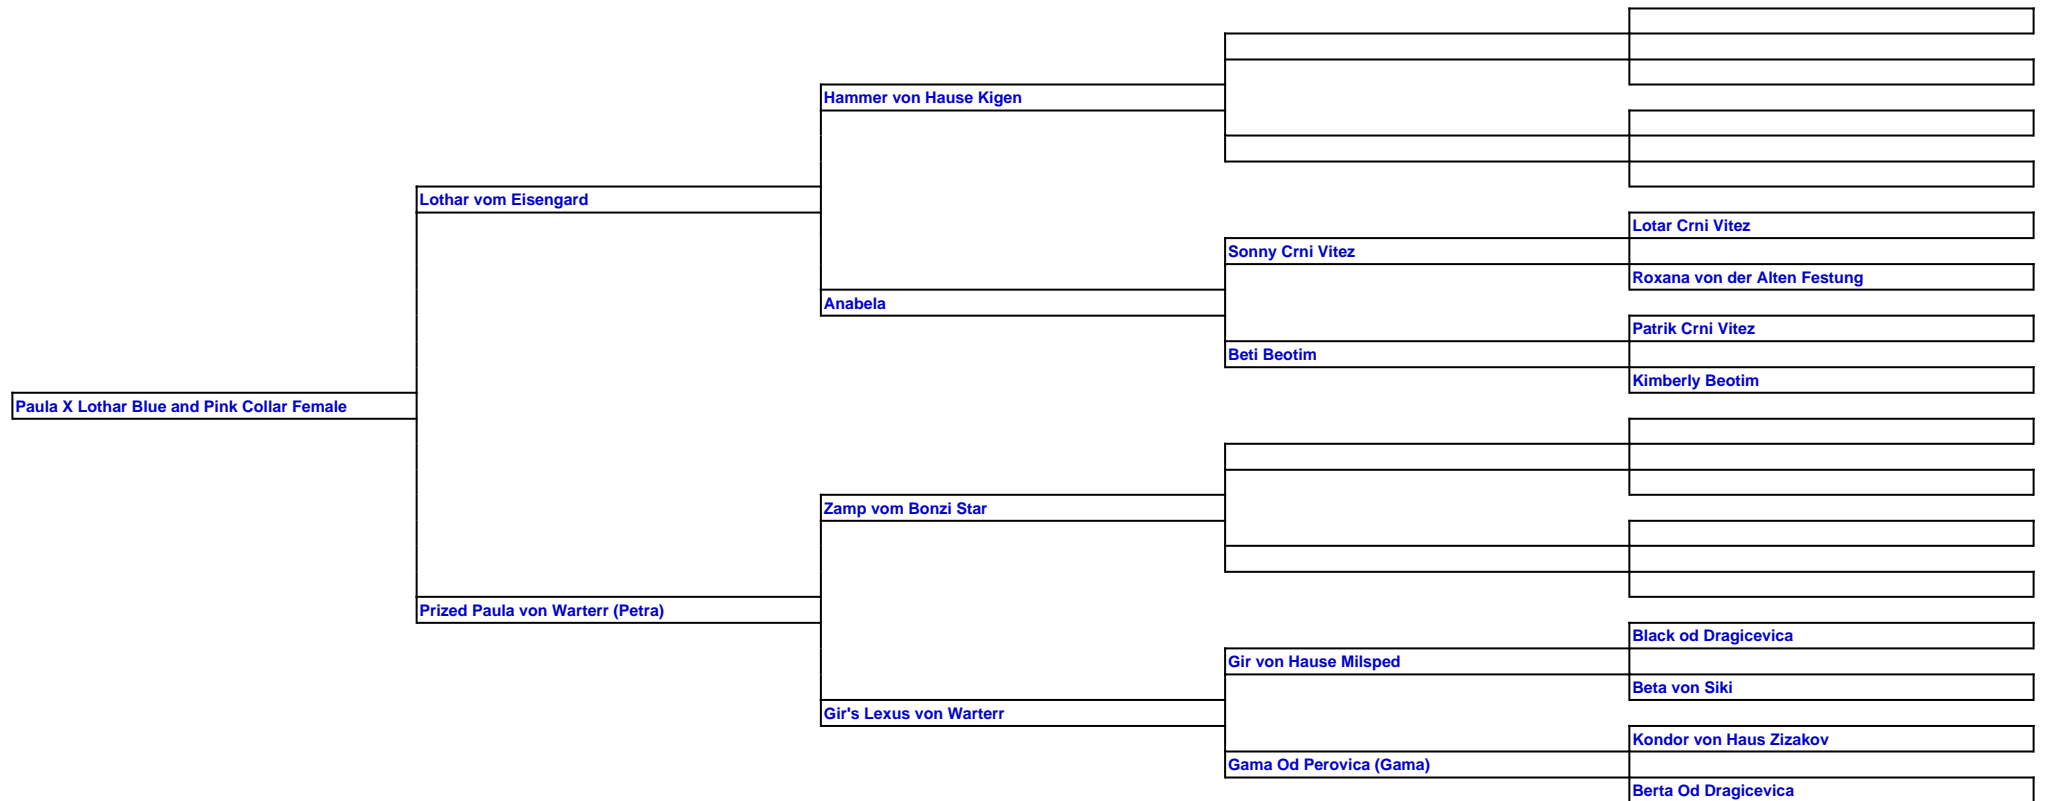 Hammer von Hause Kigen
Lothar vom Eisengard
Lotar Crni Vitez
Sonny Crni Vitez
Roxana von der Alten Festung
Anabela
Patrik Crni Vitez
Beti Beotim
Kimberly Beotim
Paula X Lothar Blue and Pink Collar Female
Zamp vom Bonzi Star
Prized Paula von Warterr (Petra)
Black od Dragicevica
Gir von Hause Milsped
Beta von Siki
Gir's Lexus von Warterr
Kondor von Haus Zizakov
Gama Od Perovica (Gama)
Berta Od Dragicevica